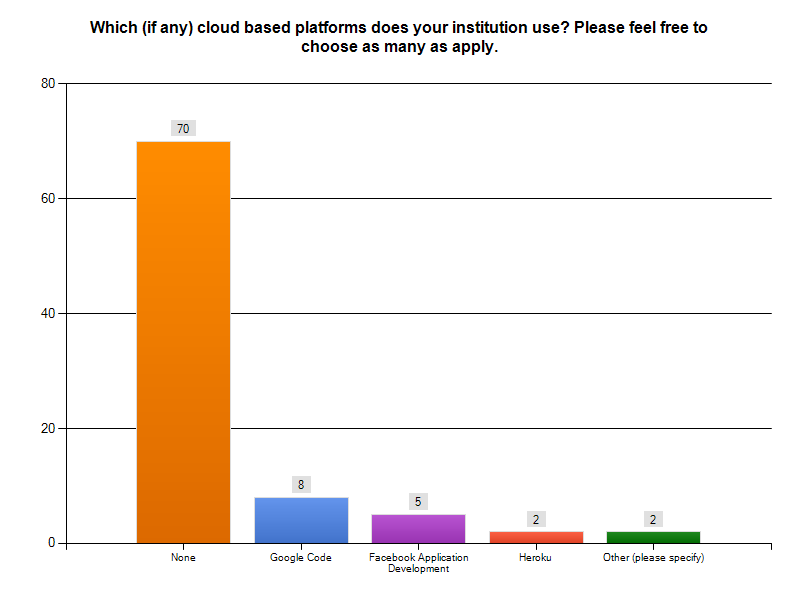 Which (if any) cloud based platforms does your institution use? Please feel free to
choose as many as apply.
80
70
60
40
20
8
5
2
2
0
None
Google Code
Facebook Application
Development
Heroku
Other (please specify)